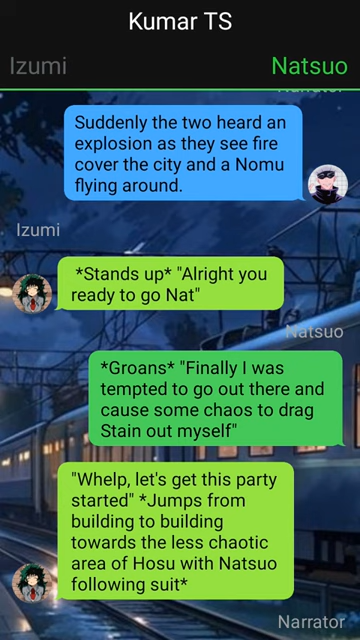 Kumar TS
Izumi
Natsuo
Narrator
Suddenly the two heard an
explosion as they see fire
cover the city and a Nomu
flying around.
Izumi
*Stands up* "Alright you
ready to go Nat"
Natsuo
*Groans* "Finally I was
tempted to go out there and
cause some chaos to drag
Stain out myself"
"Whelp, let's get this party
started" *Jumps from
building to building
towards the less chaotic
area of Hosu with Natsuo
following suit*
Narrator